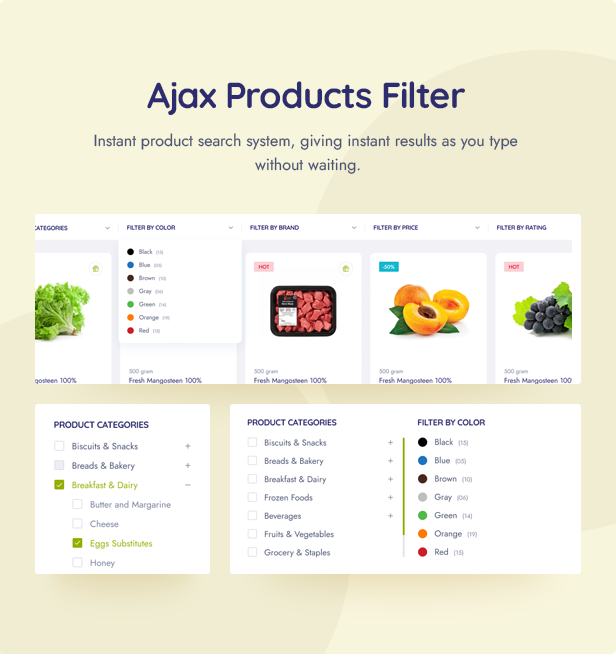 Ajax Products Filter
Instant product search system, giving instant results as you type
without waiting.
CATEGORIES
FILTER BY COLOR
FILTER BY BRAND
FILTER BY PRICE
FILTER BY RATING
Black (15)
Blue (05)
Brown (10)
Gray (06)
Green (14)
Orange (19)
Red (15)
HOT
-50%
HOT
500 gram
500 gram
500 gram
500 gram
ngosteen 100%
Fresh Mangosteen 100%
Fresh Mangosteen 100%
Fresh Mangosteen 100%
Fresh Mangosteen 100%
PRODUCT CATEGORIES
Biscuits & Snacks +
Breads & Bakery +
Breakfast & Dairy –
Butter and Margarine
Cheese
Eggs Substitutes
Honey
PRODUCT CATEGORIES
Biscuits & Snacks +
Breads & Bakery +
Breakfast & Dairy +
Frozen Foods +
Beverages +
Fruits & Vegetables
Grocery & Staples
FILTER BY COLOR
Black (15)
Blue (05)
Brown (10)
Gray (06)
Green (14)
Orange (19)
Red (15)